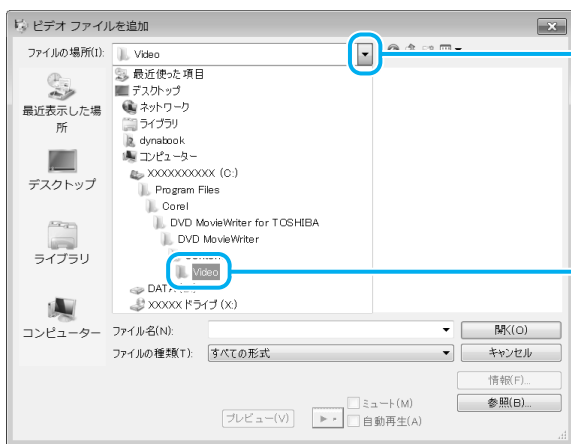 ビデオ ファイルを追加
ファイルの場所(I):
Video
最近使った項目
デスクトップ
ネットワーク
ライブラリ
dynabook
コンピューター
XXXXXXXXXX (C:)
Program Files
Corel
DVD MovieWriter for TOSHIBA
DVD MovieWriter
Video
DATA
XXXXX ドライブ (X:)
最近表示した場
所
デスクトップ
ライブラリ
コンピューター
ファイル名(N):
開く(O)
ファイルの種類(T):
すべての形式
キャンセル
情報(F)...
参照(B)...
プレビュー(V)
ミュート(M)
自動再生(A)